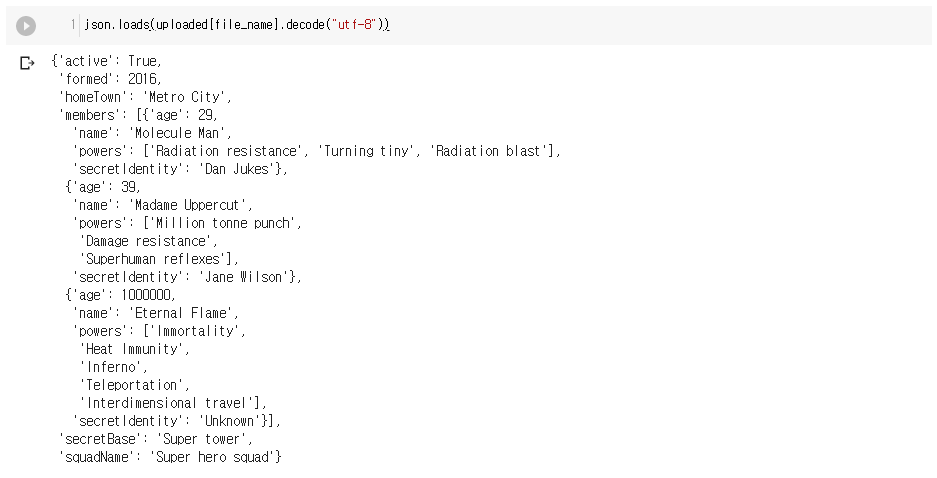 1 json.loads(uploaded[file_name].decode("utf-8"))
{'active': True,
'formed': 2016,
'homeTown': 'Metro City',
'members': [{'age': 29,
'name': 'Molecule Man',
'powers': ['Radiation resistance', 'Turning tiny', 'Radiation blast'],
'secretIdentity': 'Dan Jukes'},
{'age': 39,
'name': 'Madame Uppercut',
'powers': ['Million tonne punch',
'Damage resistance',
'Superhuman reflexes'],
'secretIdentity': 'Jane Wilson'},
{'age': 1000000,
'name': 'Eternal Flame',
'powers': ['Immortality',
'Heat Immunity',
'Inferno',
'Teleportation',
'Interdimensional travel'],
'secretIdentity': 'Unknown'}],
'secretBase': 'Super tower',
'squadName': 'Super hero squad'}